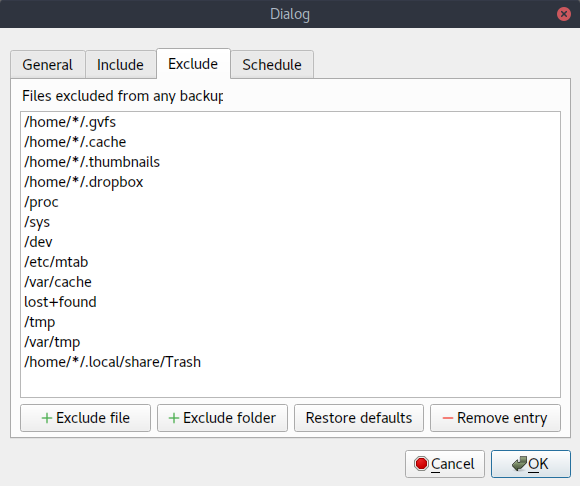 Dialog
General Include Exclude Schedule
Files excluded from any backup
/home/*/.gvfs
/home/*/.cache
/home/*/.thumbnails
/home/*/.dropbox
/proc
/sys
/dev
/etc/mtab
/var/cache
lost+found
/tmp
/var/tmp
/home/*/.local/share/Trash
Exclude file Exclude folder Restore defaults Remove entry
Cancel OK